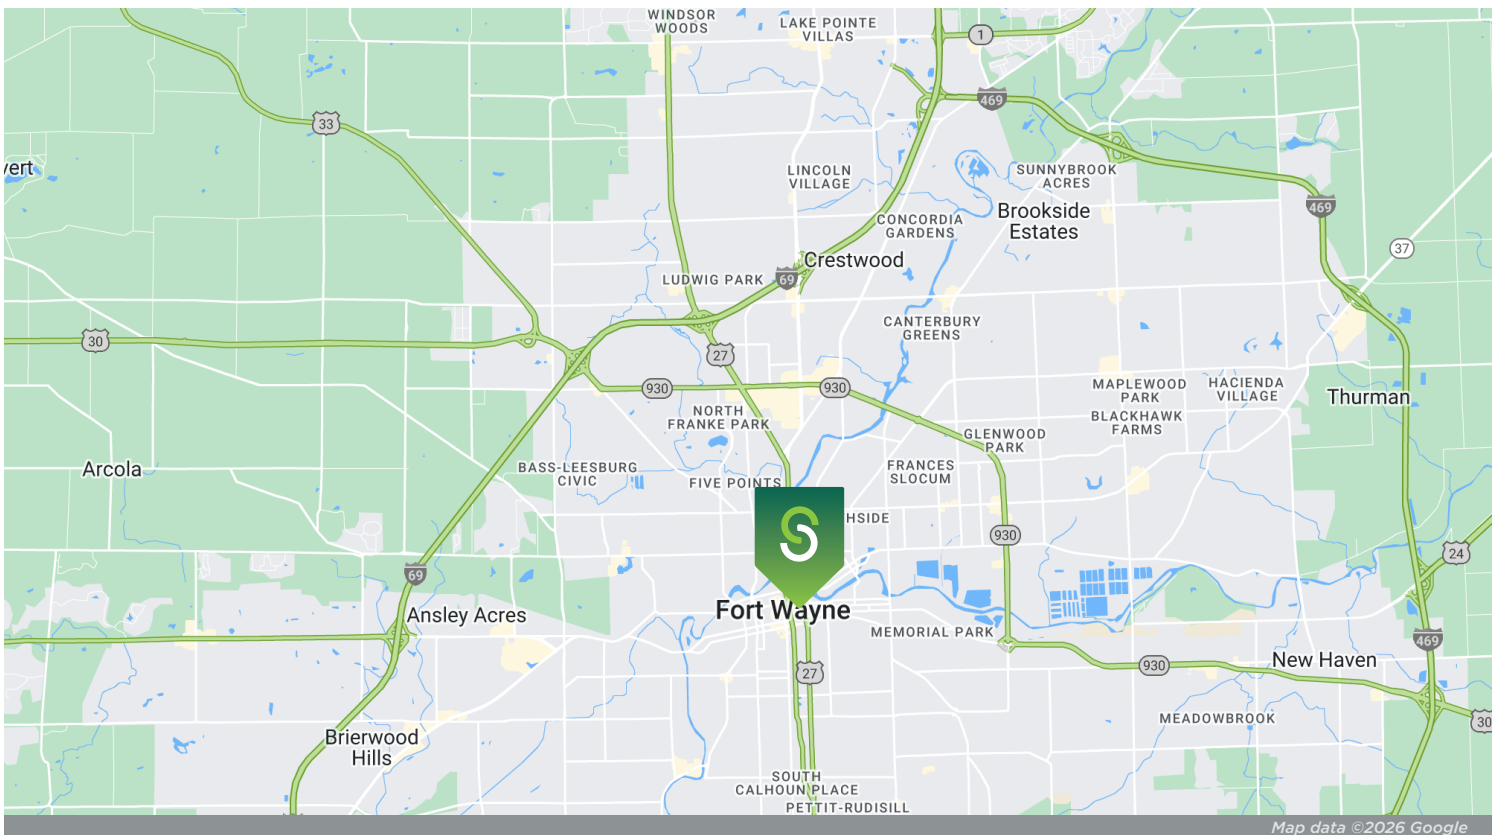 WINDSOR
WOODS
LAKE POINTE
VILLAS
1
469
33
vert
LINCOLN
VILLAGE
SUNNYBROOK
ACRES
469
Brookside
Estates
CONCORDIA
GARDENS
37
Crestwood
LUDWIG PARK
69
CANTERBURY
GREENS
30
27
930
930
MAPLEWOOD
PARK
HACIENDA
VILLAGE
Thurman
NORTH
FRANKE PARK
BLACKHAWK
FARMS
GLENWOOD
PARK
Arcola
BASS-LEESBURG
CIVIC
FRANCES
SLOCUM
FIVE POINTS
HSIDE
930
24
69
Fort Wayne
Ansley Acres
MEMORIAL PARK
469
New Haven
930
27
MEADOWBROOK
30
Brierwood
Hills
SOUTH
CALHOUN PLACE
PETTIT-RUDISILL
Map data ©2026 Google